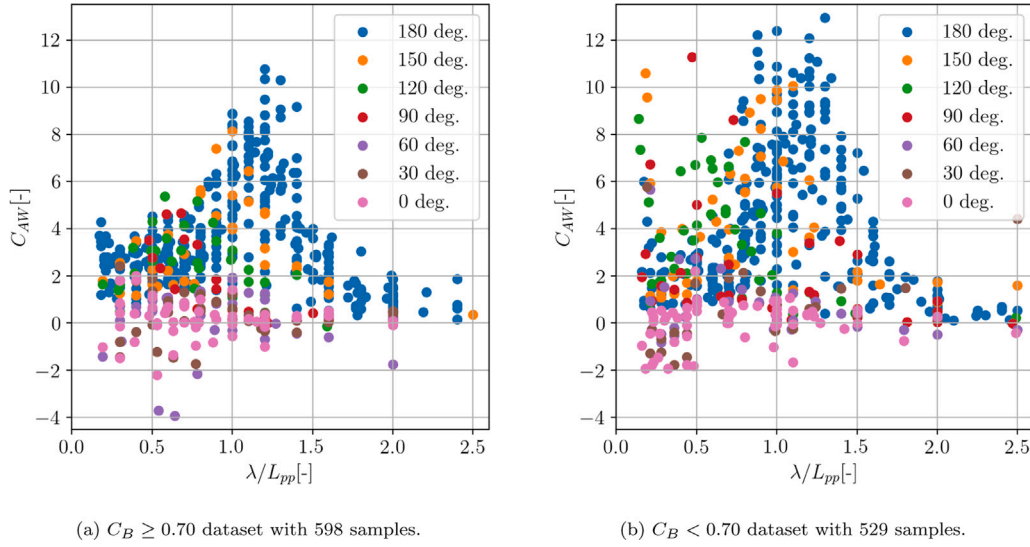 12
10
8
6
4
2
0
−2
−4
C_AW[-]
0.0 0.5 1.0 1.5 2.0 2.5
λ/L_pp[-]
180 deg.
150 deg.
120 deg.
90 deg.
60 deg.
30 deg.
0 deg.
(a) C_B ≥ 0.70 dataset with 598 samples.
12
10
8
6
4
2
0
−2
−4
C_AW[-]
0.0 0.5 1.0 1.5 2.0 2.5
λ/L_pp[-]
180 deg.
150 deg.
120 deg.
90 deg.
60 deg.
30 deg.
0 deg.
(b) C_B < 0.70 dataset with 529 samples.